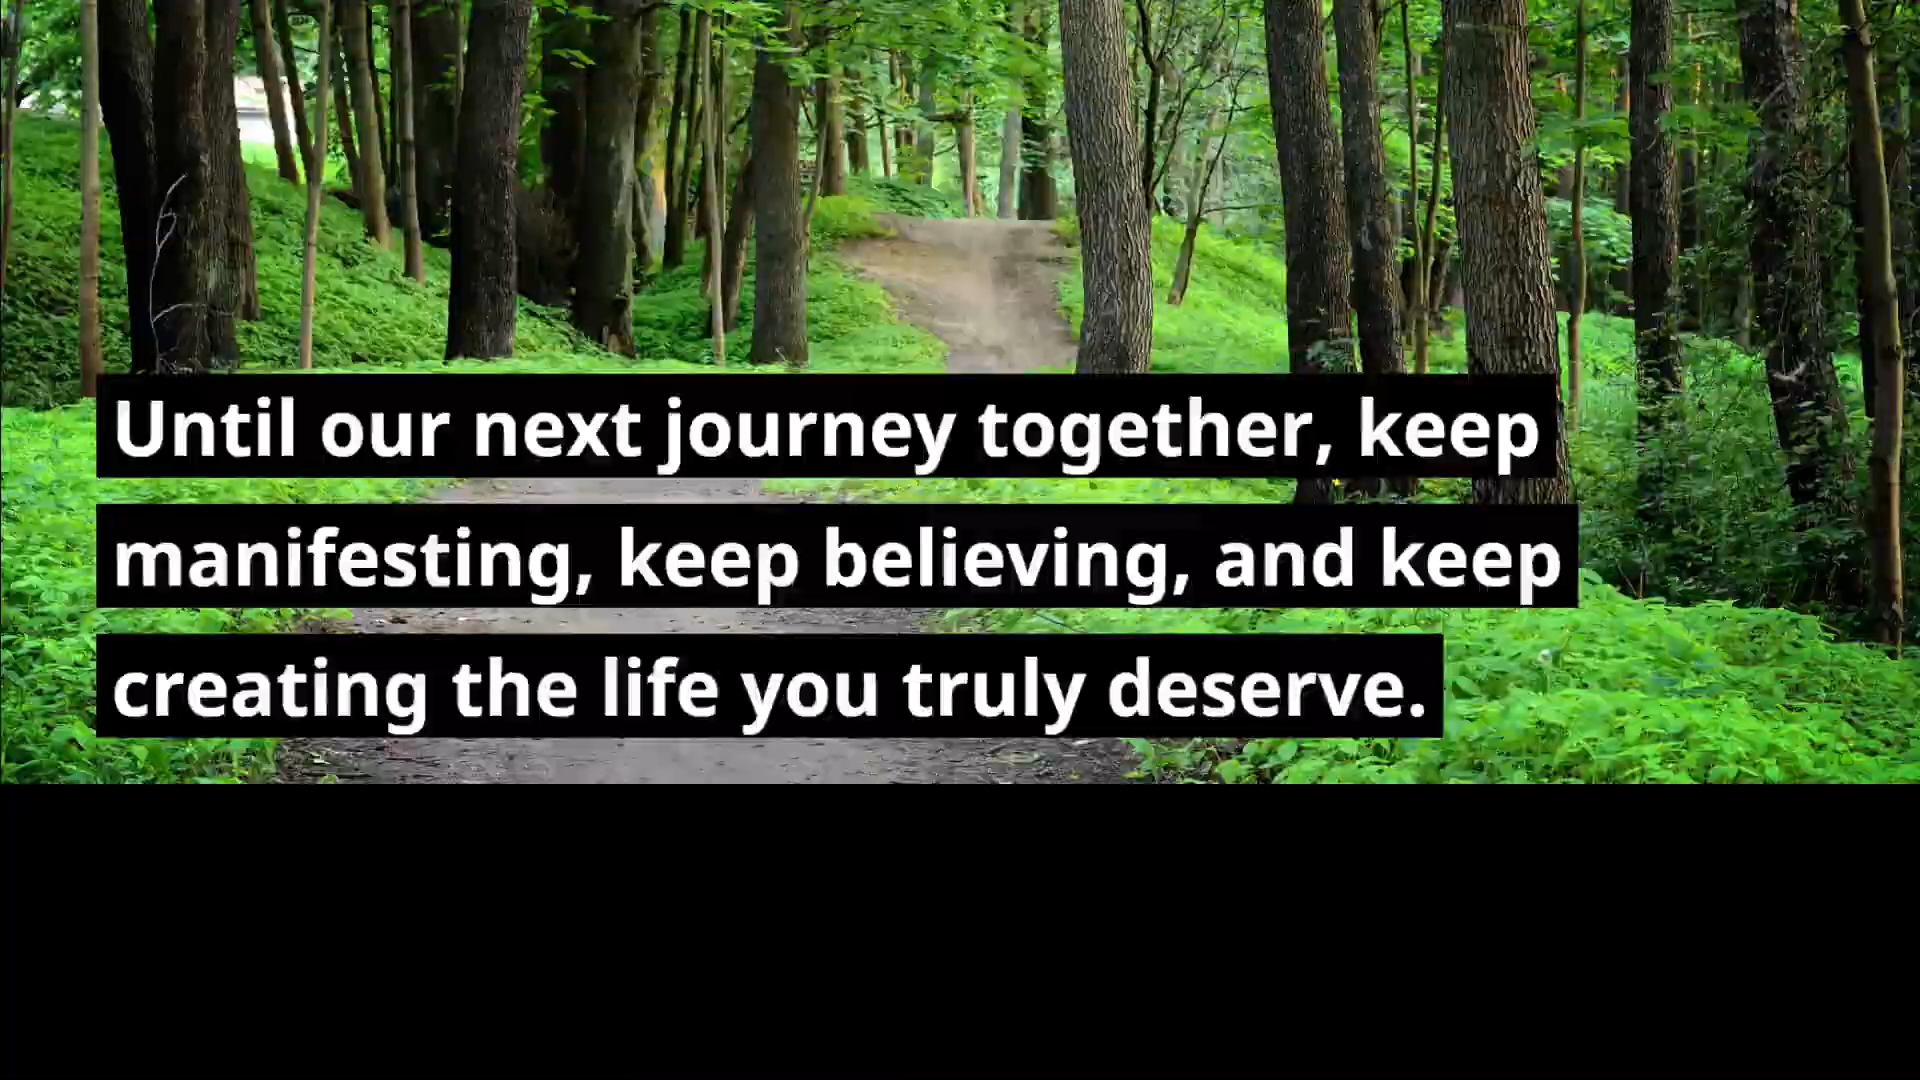 Until our next journey together, keep
manifesting, keep believing, and keep
creating the life you truly deserve.